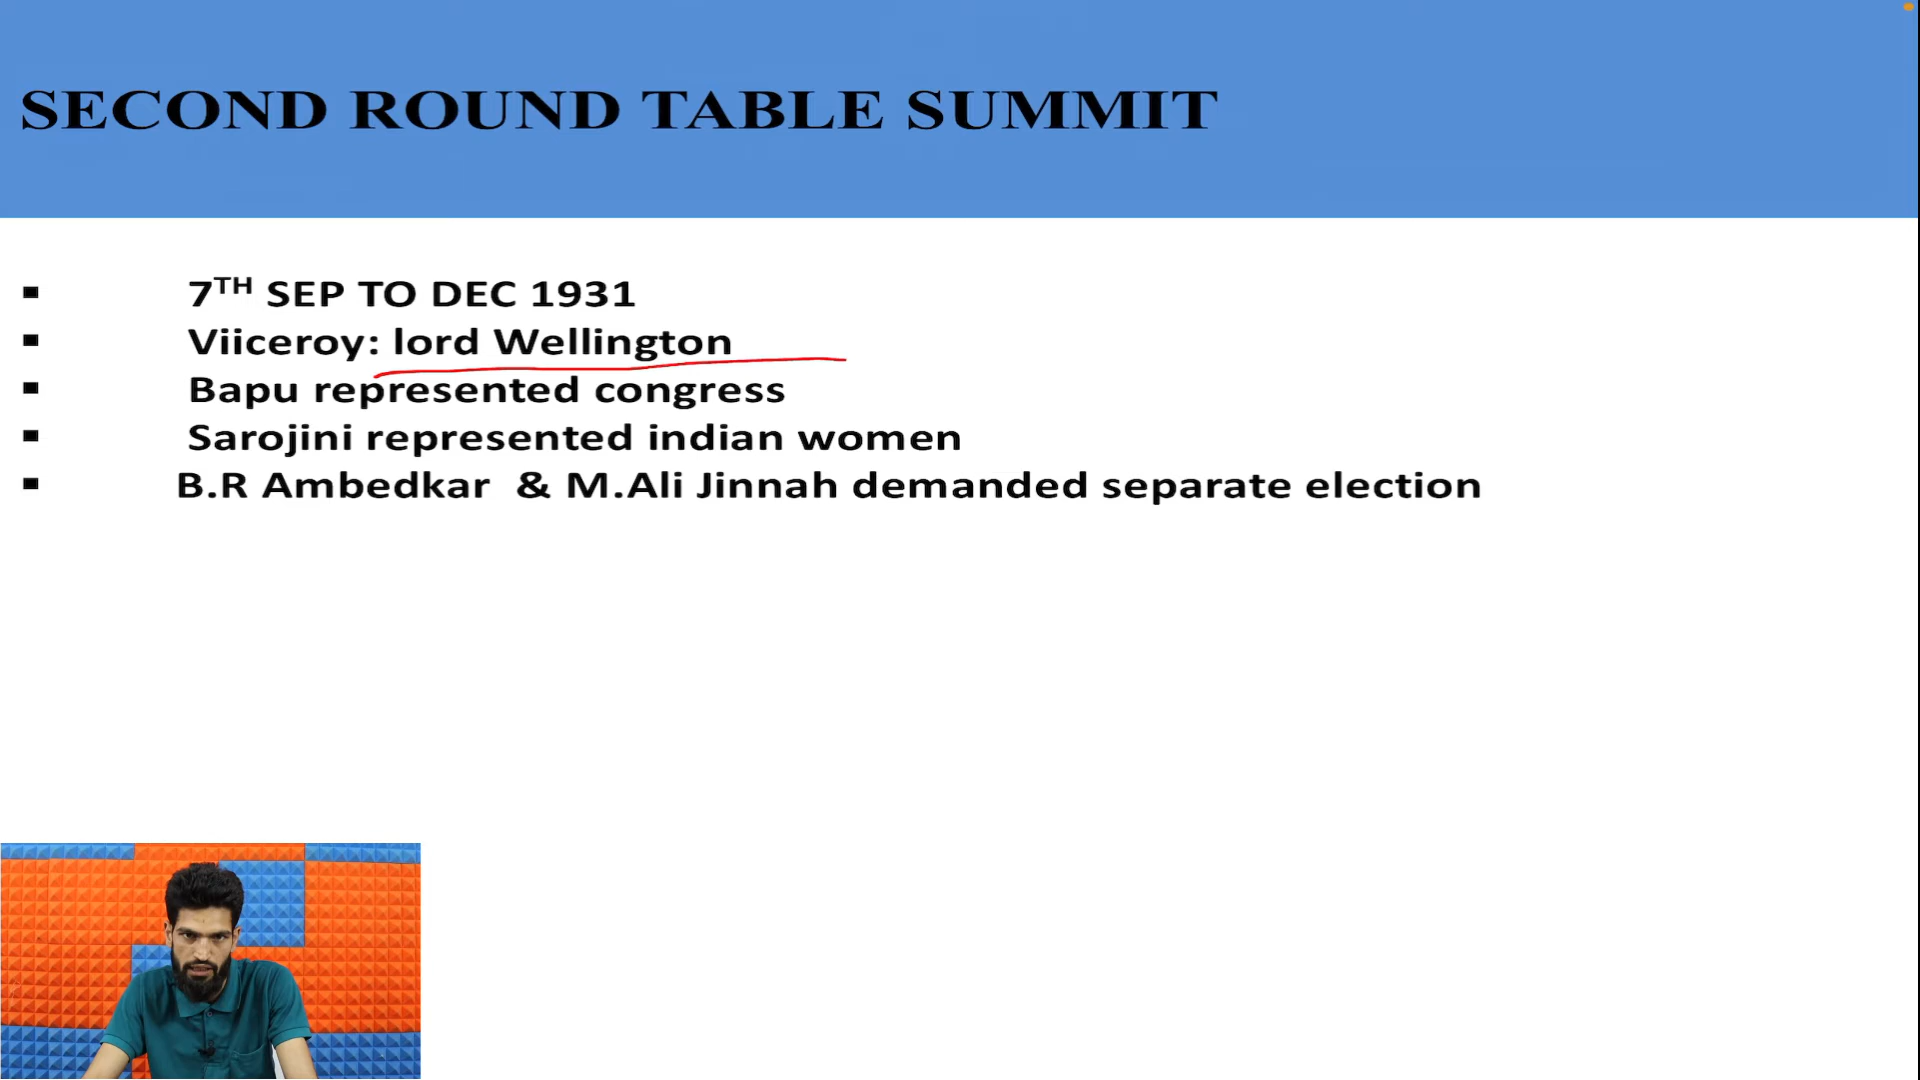 SECOND ROUND TABLE SUMMIT
▪ 7TH SEP TO DEC 1931
▪ Viiceroy: lord Wellington
▪ Bapu represented congress
▪ Sarojini represented indian women
▪ B.R Ambedkar & M.Ali Jinnah demanded separate election